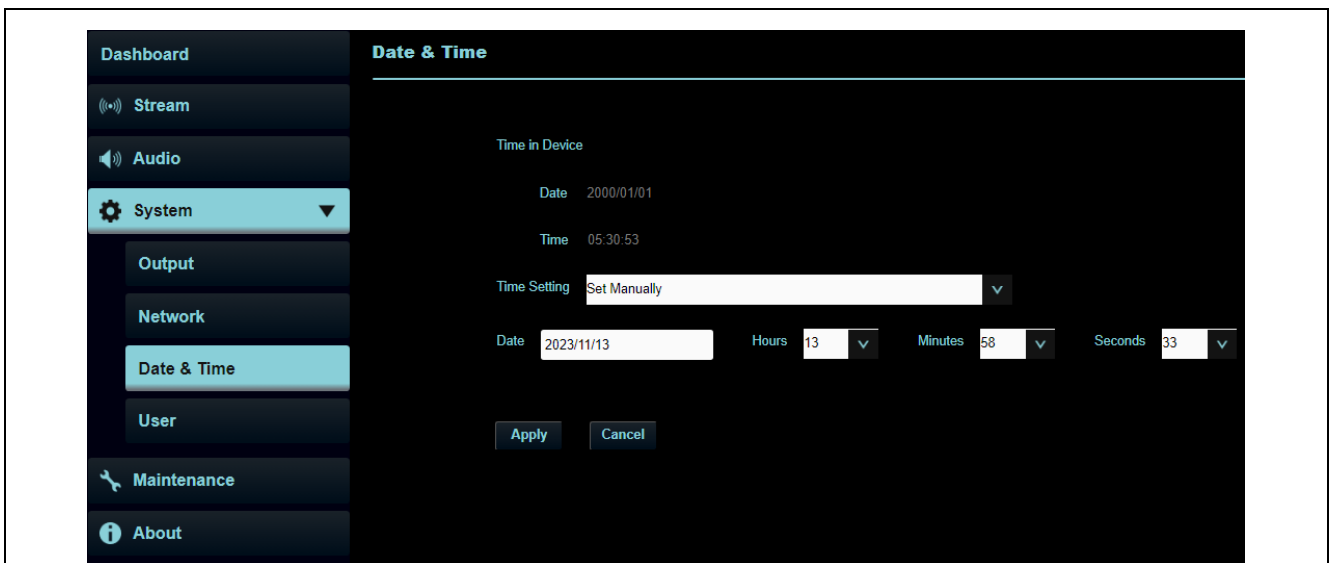 Dashboard
Stream
Audio
System
Output
Network
Date & Time
User
Maintenance
About
Date & Time
Time in Device
Date 2000/01/01
Time 05:30:53
Time Setting Set Manually
Date 2023/11/13 Hours 13 Minutes 58 Seconds 33
Apply Cancel